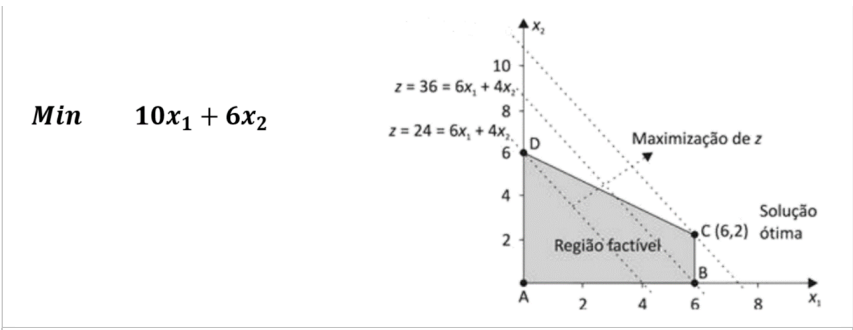 Min 10x₁ + 6x₂
x₂
10
z = 36 = 6x₁ + 4x₂
8
z = 24 = 6x₁ + 4x₂
D
6
Maximização de z
4
Solução
C (6,2) ótima
2
Região factível
B
A
2
4
6
8
x₁